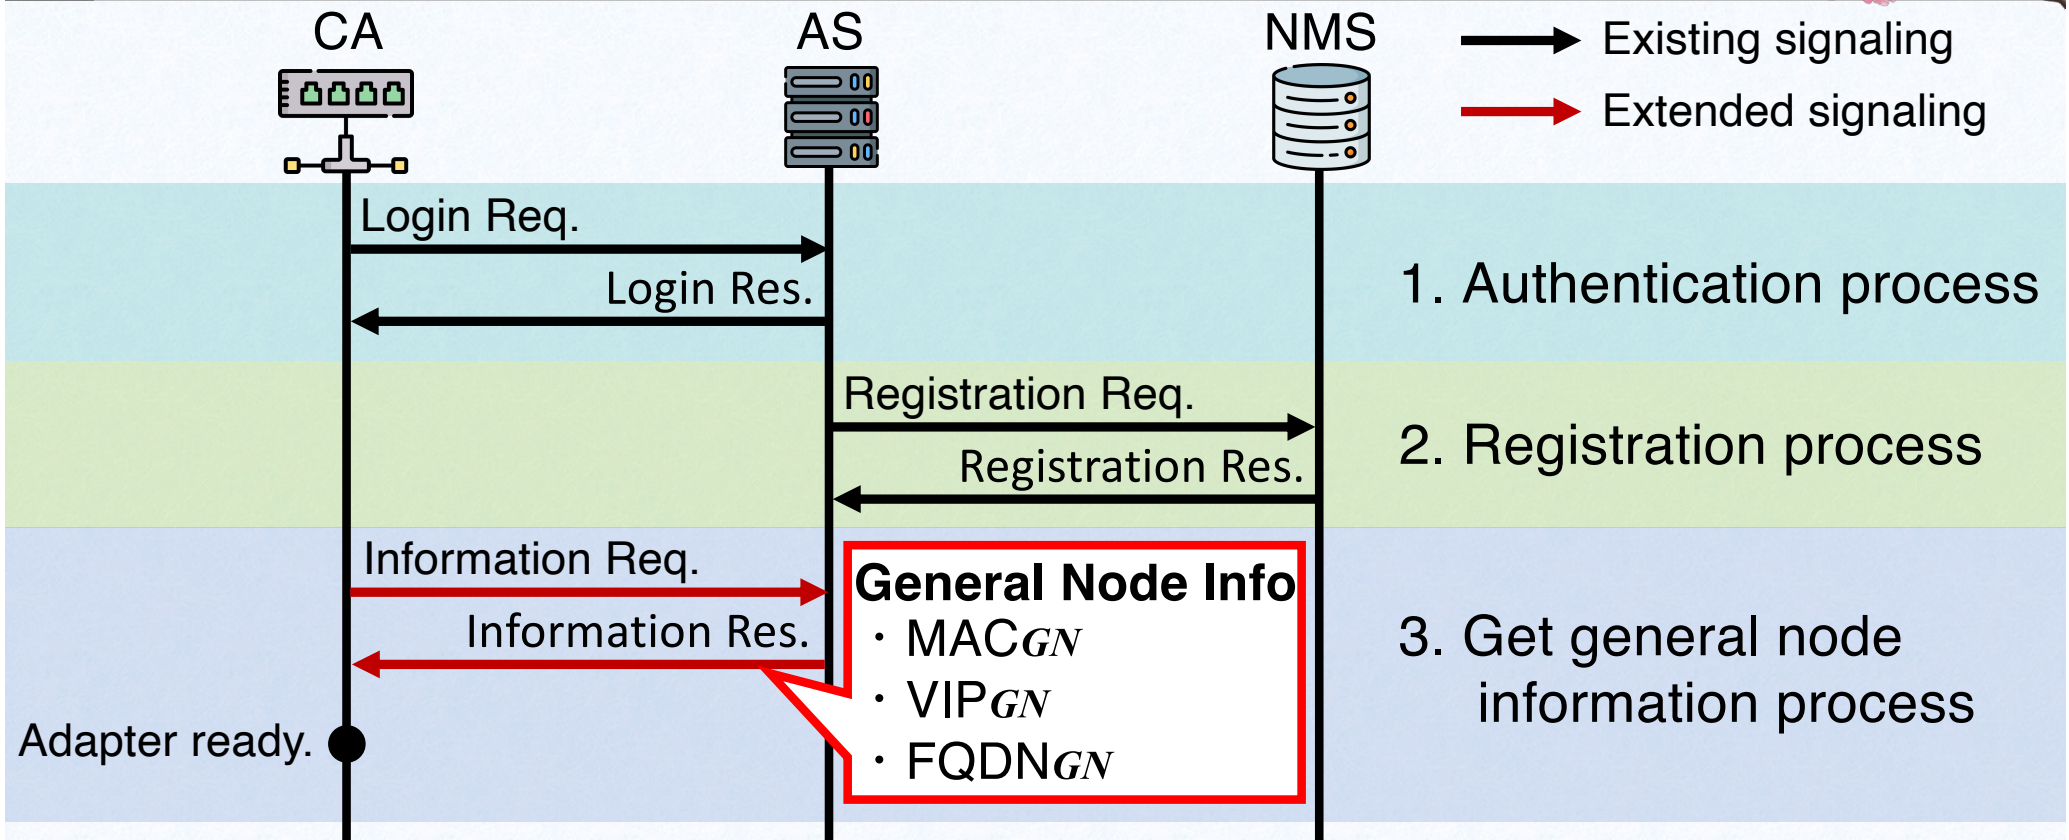 CA
AS
NMS
Existing signaling
Extended signaling
Login Req.
Login Res.
1. Authentication process
Registration Req.
Registration Res.
2. Registration process
Information Req.
Information Res.
General Node Info
・MACGN
・VIPGN
・FQDNGN
3. Get general node
information process
Adapter ready.